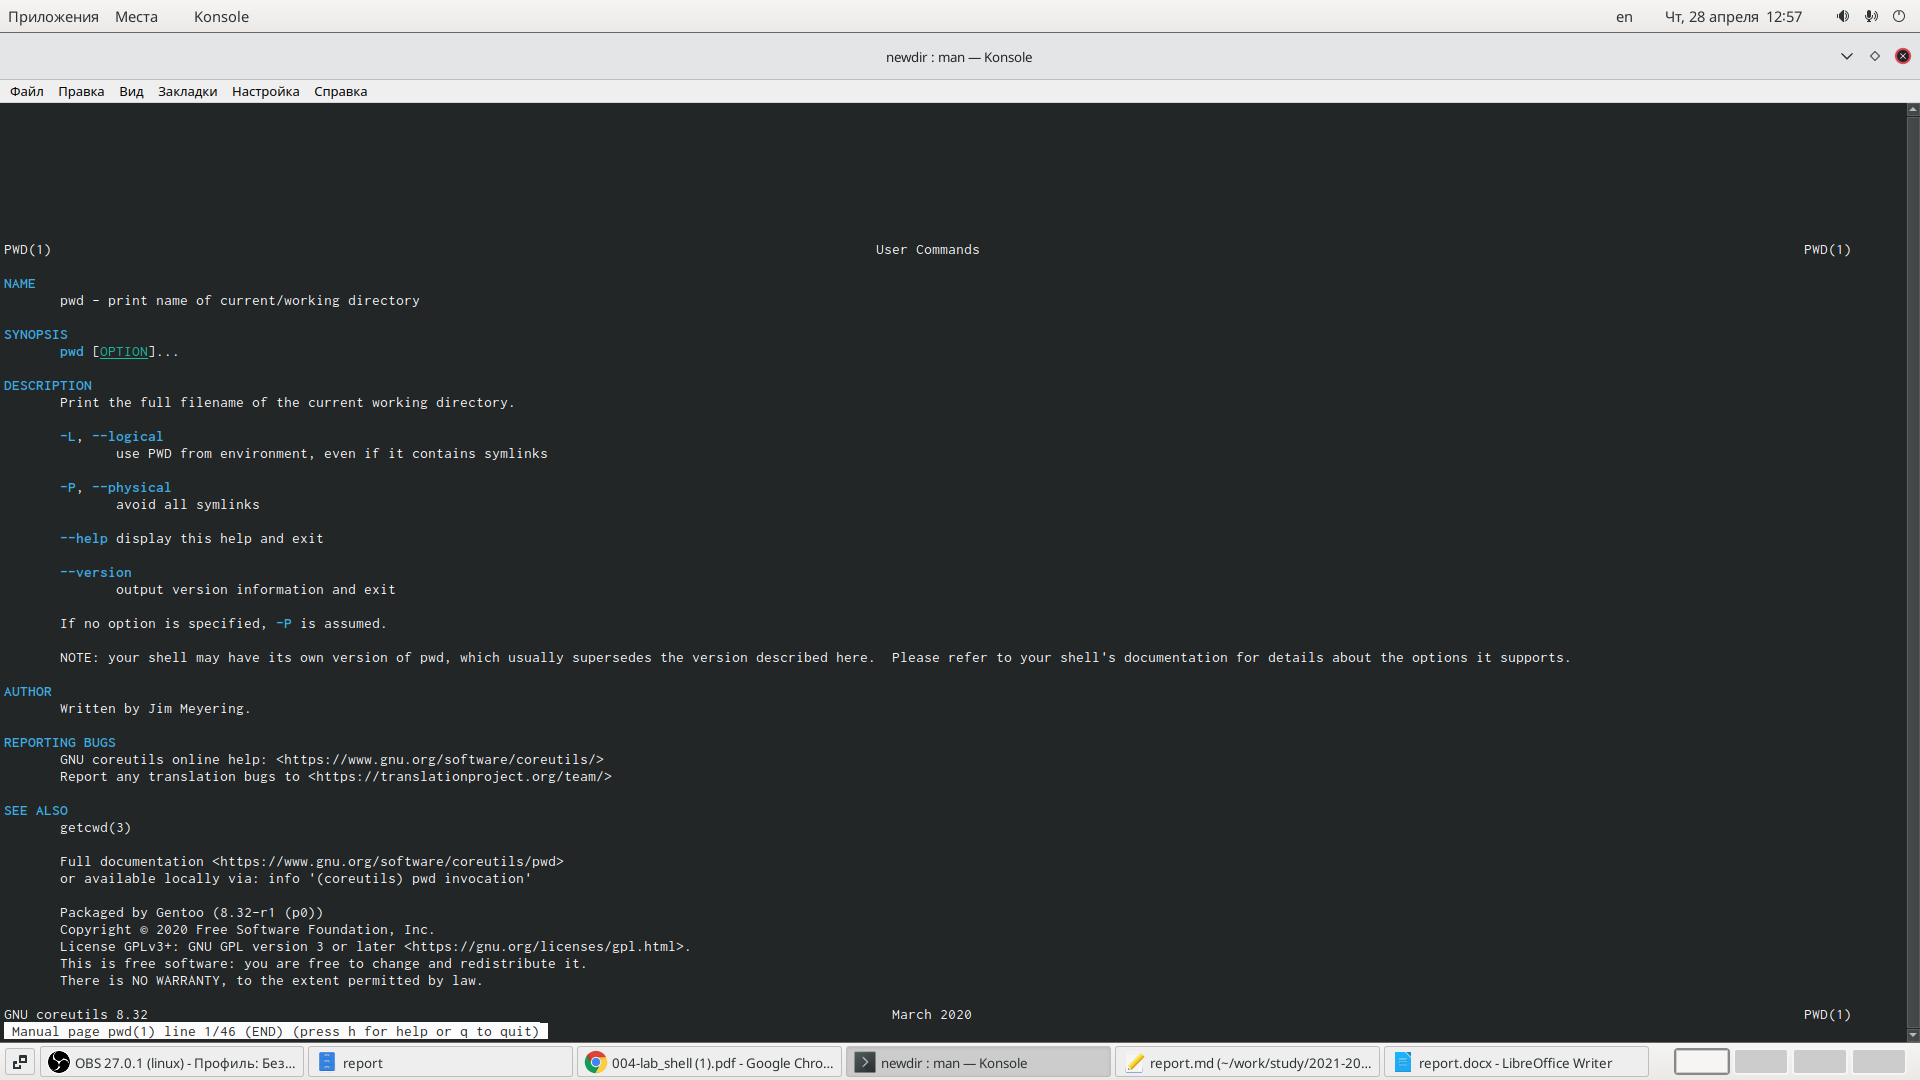 Приложения Места Konsole en Чт, 28 апреля 12:57
newdir : man — Konsole
Файл Правка Вид Закладки Настройка Справка
PWD(1) User Commands PWD(1)
NAME
pwd - print name of current/working directory
SYNOPSIS
pwd [OPTION]...
DESCRIPTION
Print the full filename of the current working directory.
-L, --logical
use PWD from environment, even if it contains symlinks
-P, --physical
avoid all symlinks
--help display this help and exit
--version
output version information and exit
If no option is specified, -P is assumed.
NOTE: your shell may have its own version of pwd, which usually supersedes the version described here.  Please refer to your shell's documentation for details about the options it supports.
AUTHOR
Written by Jim Meyering.
REPORTING BUGS
GNU coreutils online help: <https://www.gnu.org/software/coreutils/>
Report any translation bugs to <https://translationproject.org/team/>
SEE ALSO
getcwd(3)
Full documentation <https://www.gnu.org/software/coreutils/pwd>
or available locally via: info '(coreutils) pwd invocation'
Packaged by Gentoo (8.32-r1 (p0))
Copyright © 2020 Free Software Foundation, Inc.
License GPLv3+: GNU GPL version 3 or later <https://gnu.org/licenses/gpl.html>.
This is free software: you are free to change and redistribute it.
There is NO WARRANTY, to the extent permitted by law.
GNU coreutils 8.32 March 2020 PWD(1)
Manual page pwd(1) line 1/46 (END) (press h for help or q to quit)
OBS 27.0.1 (linux) - Профиль: Без... report 004-lab_shell (1).pdf - Google Chro... newdir : man — Konsole report.md (~/work/study/2021-20... report.docx - LibreOffice Writer